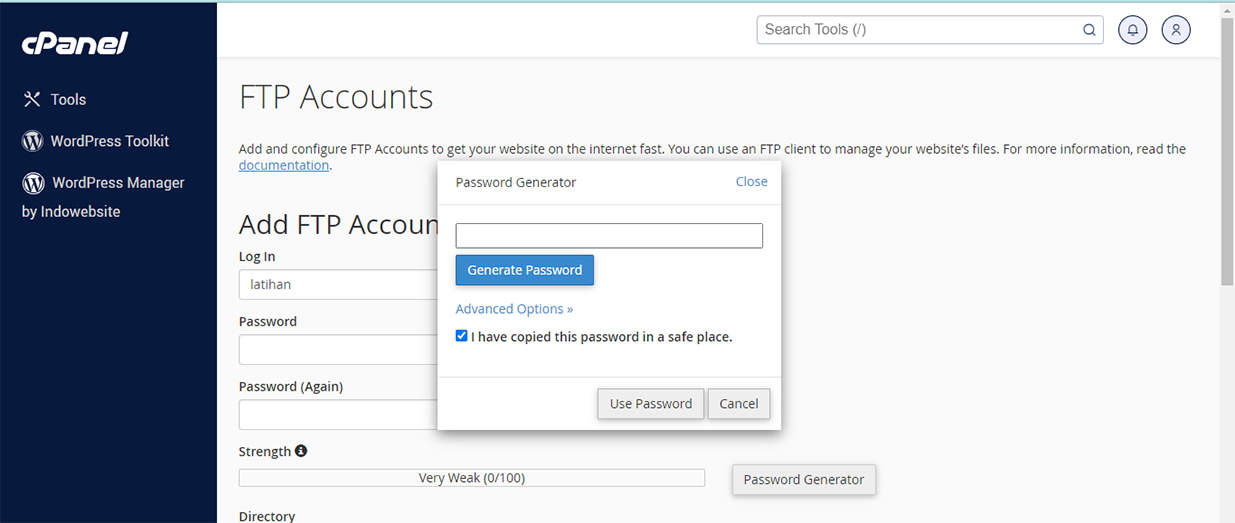 cPanel
Search Tools (/)
Tools
WordPress Toolkit
WordPress Manager
by Indowebsite
FTP Accounts
Add and configure FTP Accounts to get your website on the internet fast. You can use an FTP client to manage your website’s files. For more information, read the
documentation.
Password Generator
Close
Generate Password
Advanced Options »
I have copied this password in a safe place.
Use Password
Cancel
Add FTP Accoun
Log In
latihan
Password
Password (Again)
Strength
Very Weak (0/100)
Password Generator
Directory